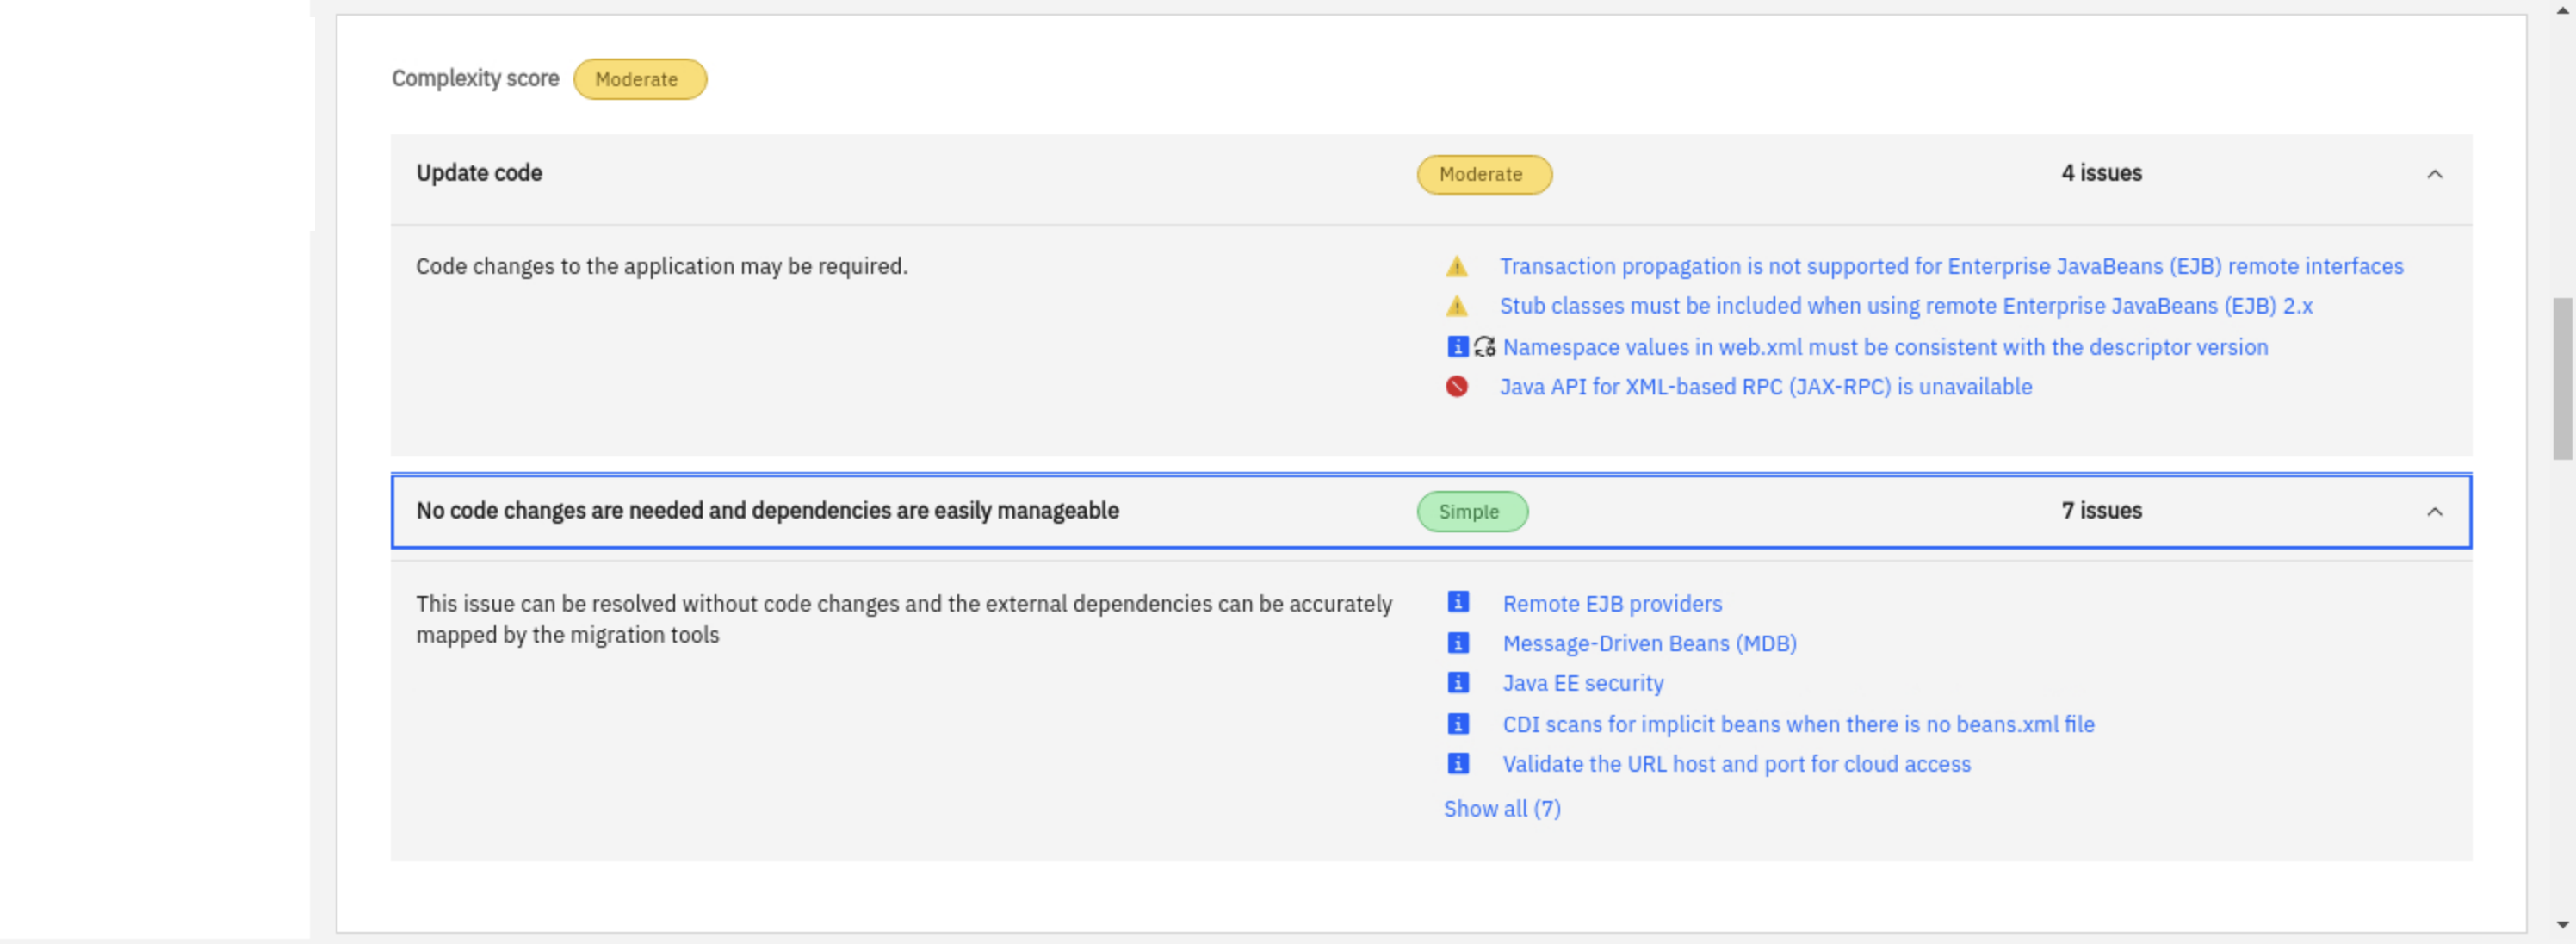 Complexity score Moderate
Update code Moderate 4 issues
Code changes to the application may be required.
Transaction propagation is not supported for Enterprise JavaBeans (EJB) remote interfaces
Stub classes must be included when using remote Enterprise JavaBeans (EJB) 2.x
Namespace values in web.xml must be consistent with the descriptor version
Java API for XML-based RPC (JAX-RPC) is unavailable
No code changes are needed and dependencies are easily manageable Simple 7 issues
This issue can be resolved without code changes and the external dependencies can be accurately
mapped by the migration tools
Remote EJB providers
Message-Driven Beans (MDB)
Java EE security
CDI scans for implicit beans when there is no beans.xml file
Validate the URL host and port for cloud access
Show all (7)